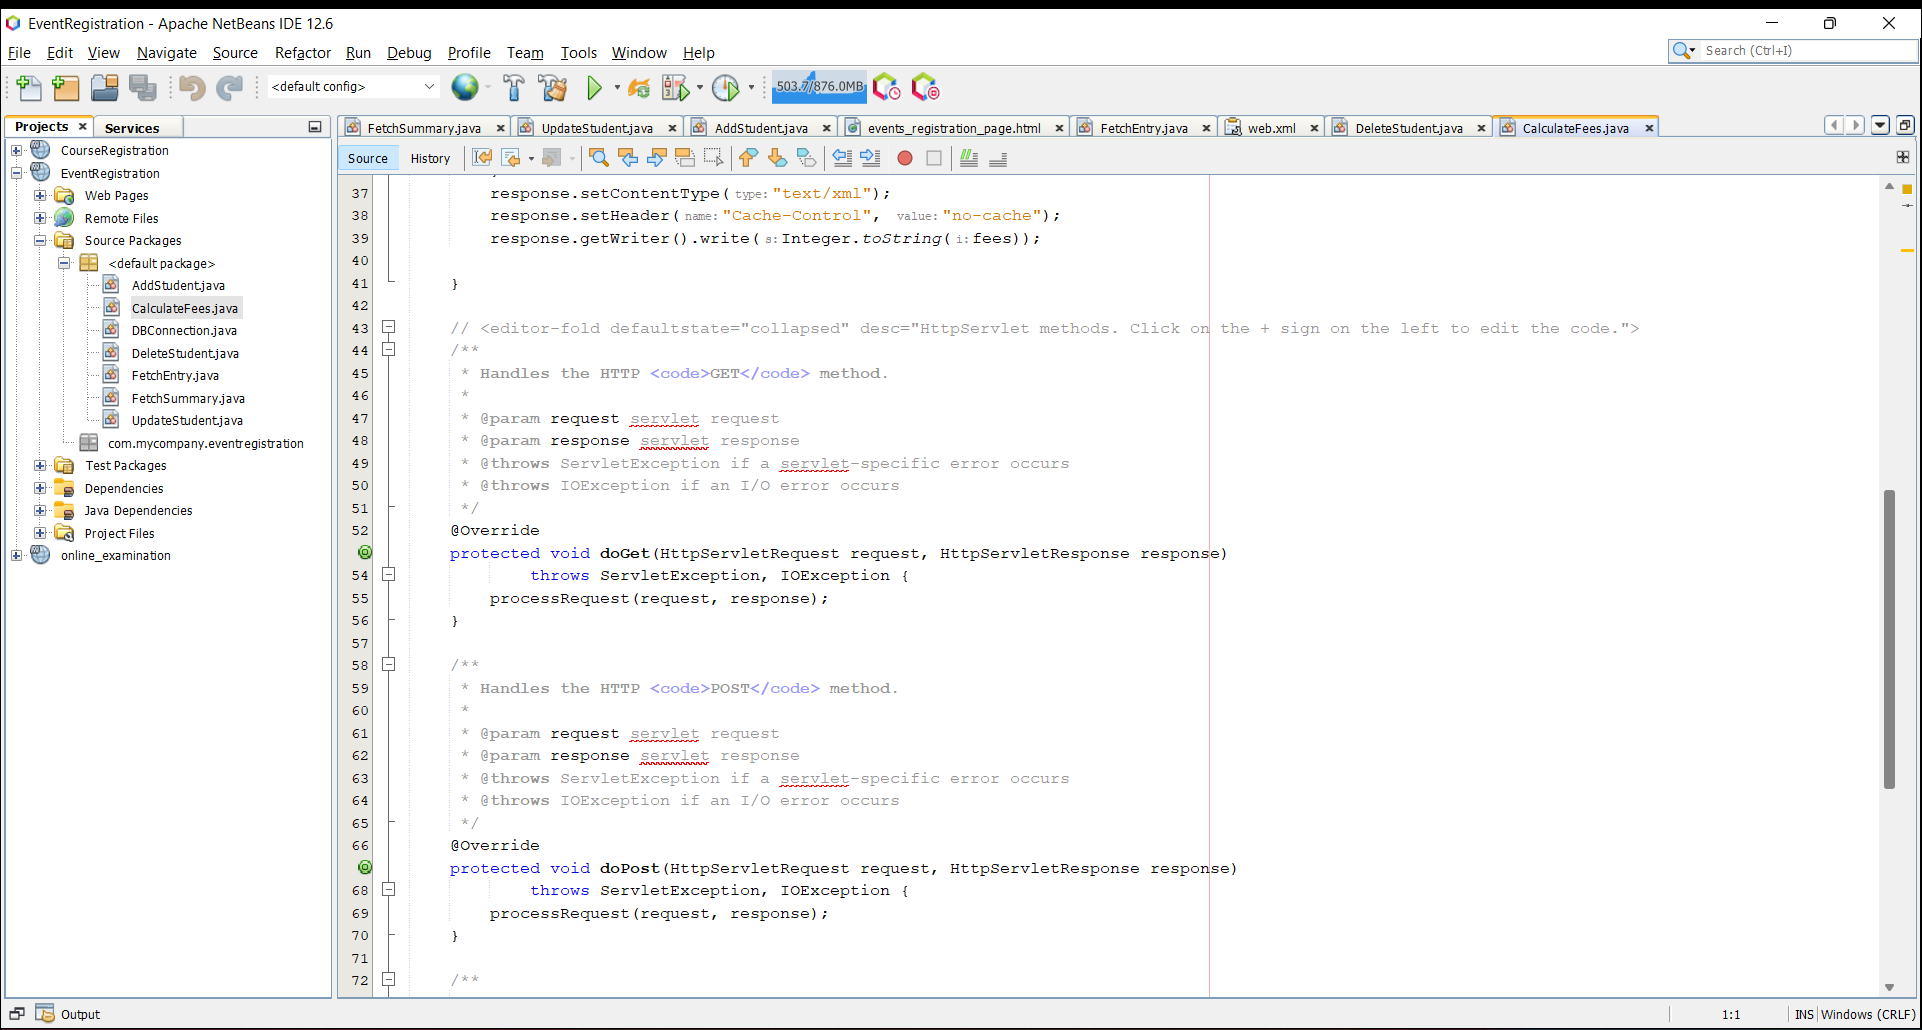 EventRegistration - Apache NetBeans IDE 12.6
File Edit View Navigate Source Refactor Run Debug Profile Team Tools Window Help
Search (Ctrl+I)
<default config>
503.7/876.0MB
Projects
Services
CourseRegistration
EventRegistration
Web Pages
Remote Files
Source Packages
<default package>
AddStudent.java
CalculateFees.java
DBConnection.java
DeleteStudent.java
FetchEntry.java
FetchSummary.java
UpdateStudent.java
com.mycompany.eventregistration
Test Packages
Dependencies
Java Dependencies
Project Files
online_examination
FetchSummary.java UpdateStudent.java AddStudent.java events_registration_page.html FetchEntry.java web.xml DeleteStudent.java CalculateFees.java
Source History
37 response.setContentType( type: "text/xml");
38 response.setHeader( name: "Cache-Control", value: "no-cache");
39 response.getWriter().write( s: Integer.toString( i: fees));
40
41 }
42
43 // <editor-fold defaultstate="collapsed" desc="HttpServlet methods. Click on the + sign on the left to edit the code.">
44 /**
45 * Handles the HTTP <code>GET</code> method.
46 *
47 * @param request servlet request
48 * @param response servlet response
49 * @throws ServletException if a servlet-specific error occurs
50 * @throws IOException if an I/O error occurs
51 */
52 @Override
protected void doGet(HttpServletRequest request, HttpServletResponse response)
54 throws ServletException, IOException {
55 processRequest(request, response);
56 }
57
58 /**
59 * Handles the HTTP <code>POST</code> method.
60 *
61 * @param request servlet request
62 * @param response servlet response
63 * @throws ServletException if a servlet-specific error occurs
64 * @throws IOException if an I/O error occurs
65 */
66 @Override
protected void doPost(HttpServletRequest request, HttpServletResponse response)
68 throws ServletException, IOException {
69 processRequest(request, response);
70 }
71
72 /**
Output
1:1 INS Windows (CRLF)